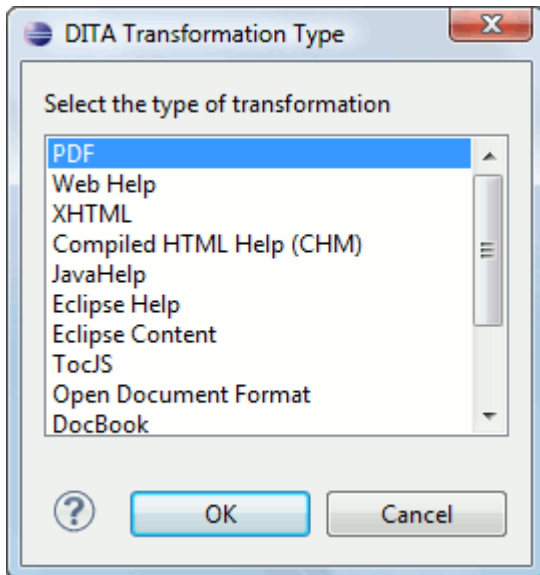 DITA Transformation Type
Select the type of transformation
PDF
Web Help
XHTML
Compiled HTML Help (CHM)
JavaHelp
Eclipse Help
Eclipse Content
TocJS
Open Document Format
DocBook
?
OK
Cancel